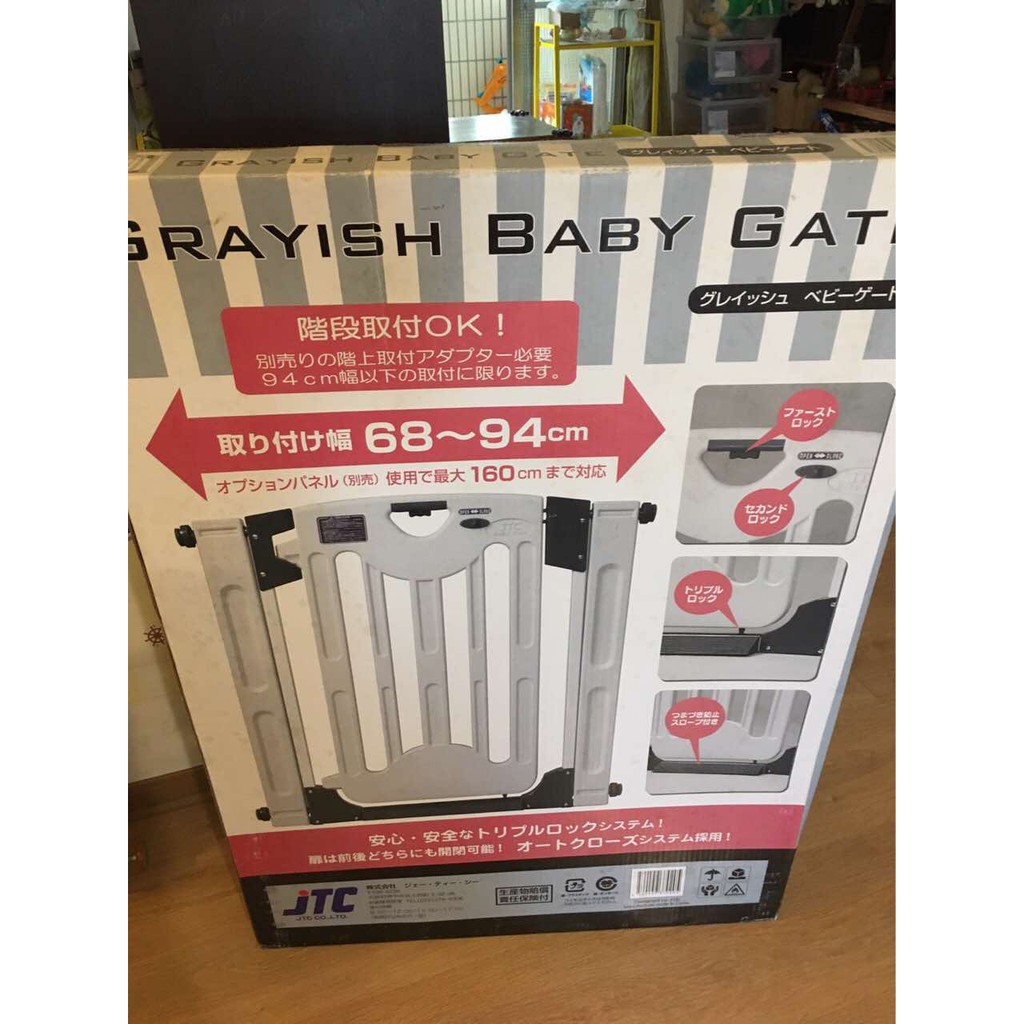 GRAYISH BABY GATE グレイッシュ ベビーゲート
GRAYISH BABY GATE
グレイッシュ ベビーゲート
階段取付OK！
別売りの階上取付アダプター必要
94cm幅以下の取付に限ります。
取り付け幅 68～94cm
オプションパネル（別売）使用で最大 160cm まで対応
ファースト
ロック
OPEN CLOSE
セカンド
ロック
OPEN CLOSE
JTC
トリプル
ロック
つまづき防止
スロープ付き
安心・安全なトリプルロックシステム！
扉は前後どちらにも開閉可能！ オートクローズシステム採用！
JTC
JTC CO.,LTD.
株式会社 ジェー・ティー・シー
生産物賠償
責任保険付